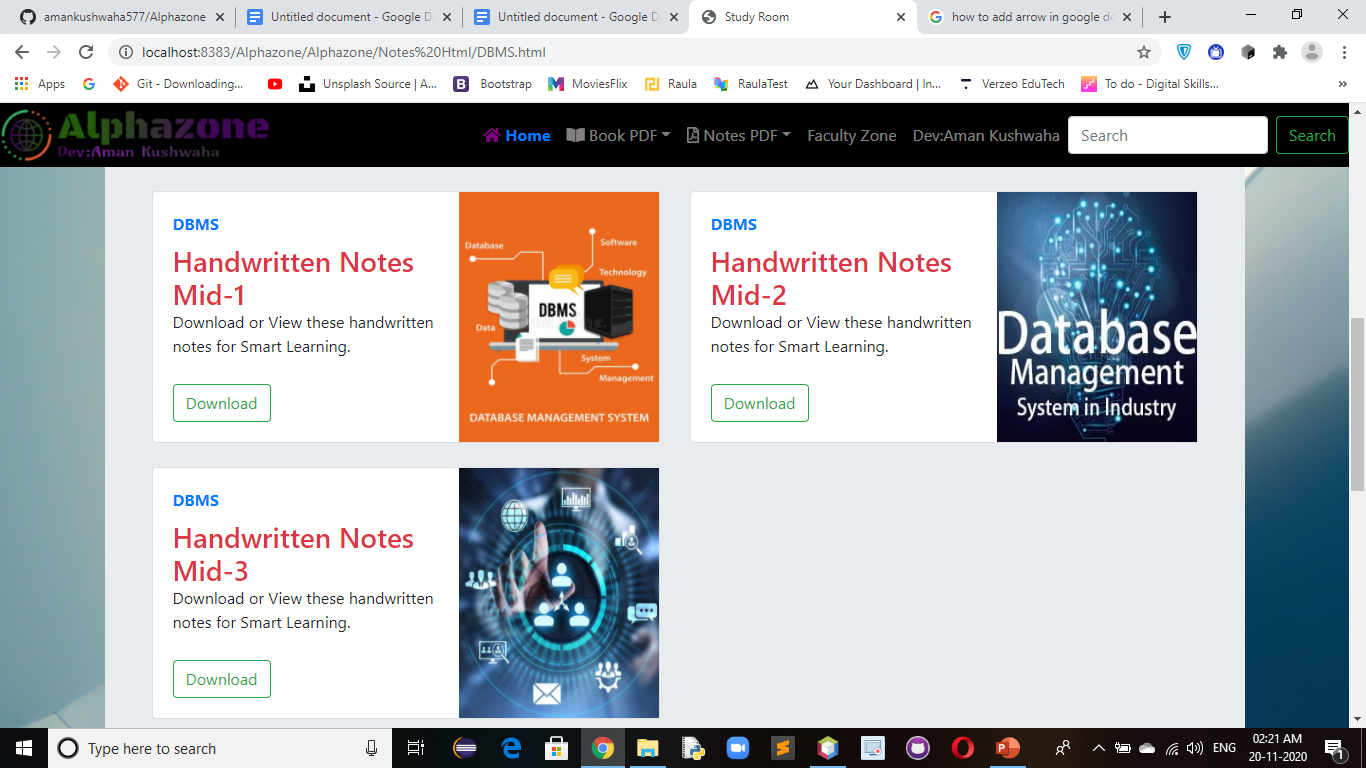 amankushwaha577/Alphazone
Untitled document - Google D
Untitled document - Google D
Study Room
how to add arrow in google do
localhost:8383/Alphazone/Alphazone/Notes%20Html/DBMS.html
Apps
Git - Downloading...
Unsplash Source | A...
Bootstrap
MoviesFlix
Raula
RaulaTest
Your Dashboard | In...
Verzeo EduTech
To do - Digital Skills...
»
Alphazone
Dev:Aman Kushwaha
Home
Book PDF
Notes PDF
Faculty Zone
Dev:Aman Kushwaha
Search
Search
DBMS
Handwritten Notes
Mid-1
Download or View these handwritten
notes for Smart Learning.
Download
Database
Software
Technology
DBMS
Data
System
Management
DATABASE MANAGEMENT SYSTEM
DBMS
Handwritten Notes
Mid-2
Download or View these handwritten
notes for Smart Learning.
Download
Database
Management
System in Industry
DBMS
Handwritten Notes
Mid-3
Download or View these handwritten
notes for Smart Learning.
Download
Type here to search
ENG
02:21 AM
20-11-2020
1